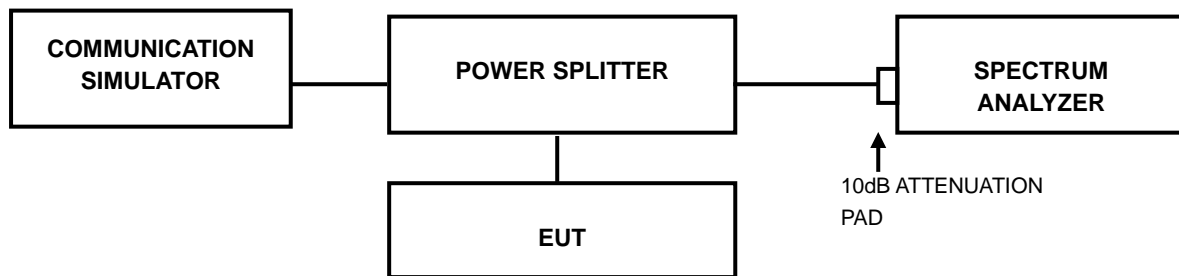 COMMUNICATION
SIMULATOR
POWER SPLITTER
SPECTRUM
ANALYZER
10dB ATTENUATION
PAD
EUT